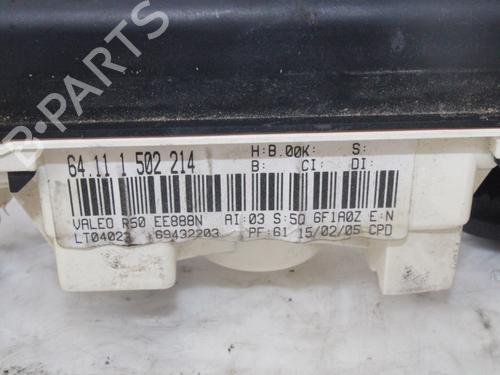 B-PARTS
64.11 1 502 214
H:B.00K: S:
B: CI: DI:
VALEO R50 EE888N AI:03 S:50 6F1A0Z E:N
LT04022 69432203 PF:61 15/02/05 CPD